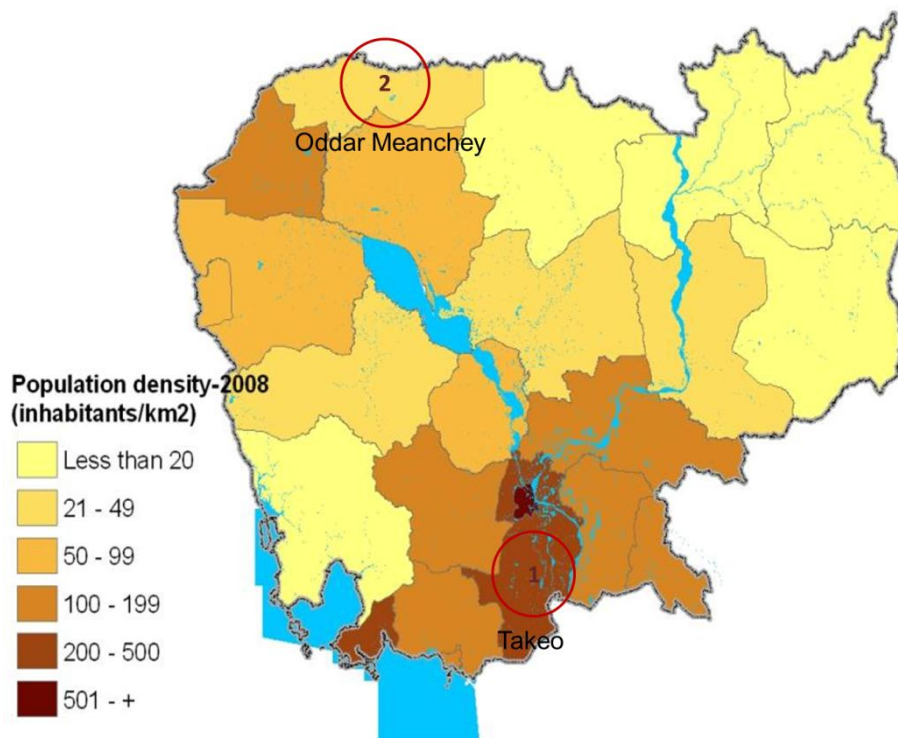 2
Oddar Meanchey
Population density-2008
(inhabitants/km2)
Less than 20
21 - 49
50 - 99
100 - 199
200 - 500
501 - +
1
Takeo